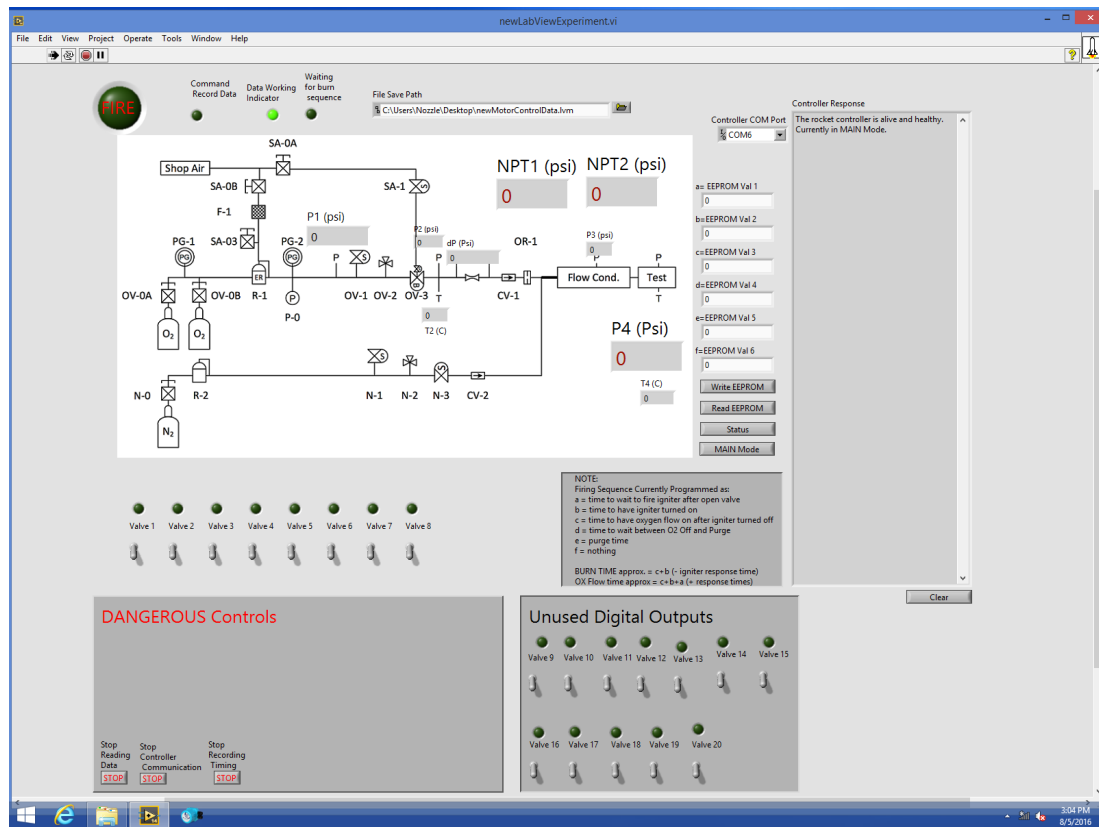 newLabViewExperiment.vi
File Edit View Project Operate Tools Window Help
FIRE
Command
Record Data
Data Working
Indicator
Waiting
for burn
sequence
File Save Path
C:\Users\Nozzle\Desktop\newMotorControlData.lvm
Controller COM Port
COM6
Controller Response
The rocket controller is alive and healthy.
Currently in MAIN Mode.
SA-0A
Shop Air
SA-0B
SA-1
F-1
SA-03
NPT1 (psi)
0
NPT2 (psi)
0
P1 (psi)
0
P2 (psi)
0
dP (Psi)
0
OR-1
P3 (psi)
0
PG-1
PG
PG-2
PG
P
P
P
P
P
ER
S
S
S
OV-0A
OV-0B
R-1
P
P-0
OV-1
OV-2
OV-3
T
CV-1
Flow Cond.
Test
T
O2
O2
0
T2 (C)
P4 (Psi)
0
T4 (C)
0
S
S
N-0
R-2
N-1
N-2
N-3
CV-2
N2
a= EEPROM Val 1
0
b=EEPROM Val 2
0
c=EEPROM Val 3
0
d=EEPROM Val 4
0
e=EEPROM Val 5
0
f=EEPROM Val 6
0
Write EEPROM
Read EEPROM
Status
MAIN Mode
NOTE:
Firing Sequence Currently Programmed as:
a = time to wait to fire igniter after open valve
b = time to have igniter turned on
c = time to have oxygen flow on after igniter turned off
d = time to wait between O2 Off and Purge
e = purge time
f = nothing
BURN TIME approx. = c+b (- igniter response time)
OX Flow time approx = c+b+a (+ response times)
Clear
Valve 1 Valve 2 Valve 3 Valve 4 Valve 5 Valve 6 Valve 7 Valve 8
DANGEROUS Controls
Stop
Reading
Data
STOP
Stop
Controller
Communication
STOP
Stop
Recording
Timing
STOP
Unused Digital Outputs
Valve 9 Valve 10 Valve 11 Valve 12 Valve 13 Valve 14 Valve 15
Valve 16 Valve 17 Valve 18 Valve 19 Valve 20
3:04 PM
8/5/2016